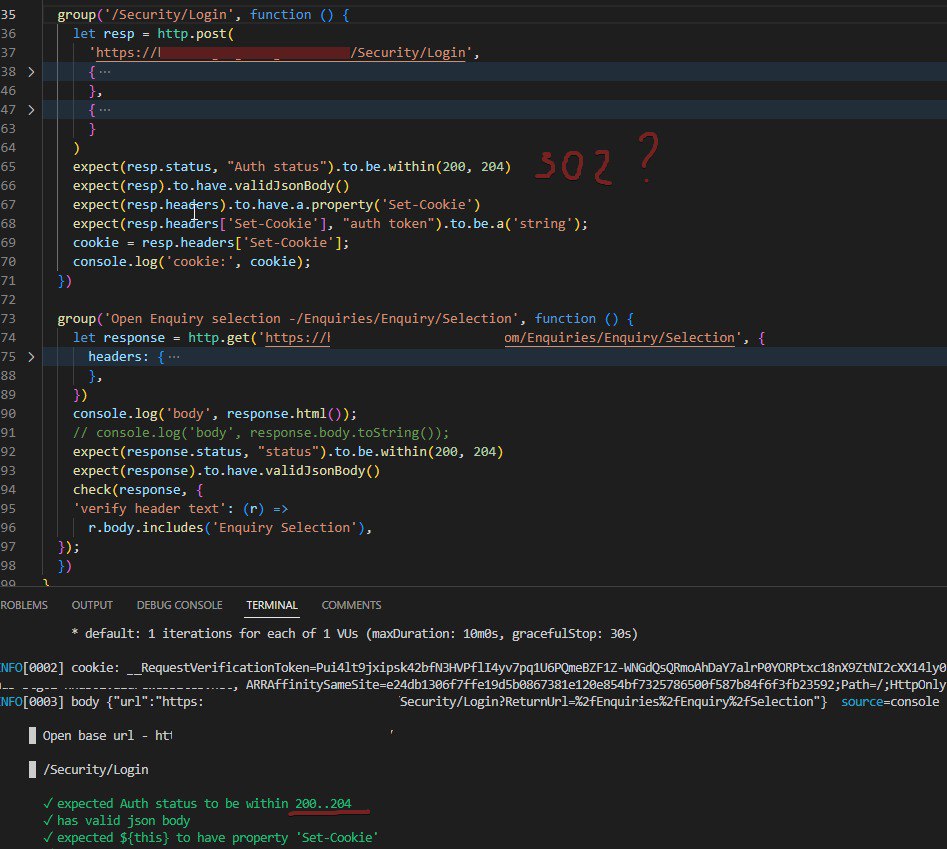 35 group('/Security/Login', function () {
36 let resp = http.post(
37 'https:// /Security/Login',
38 > { ···
46 },
47 > { ···
63 }
64 )
65 expect(resp.status, "Auth status").to.be.within(200, 204) 302 ?
66 expect(resp).to.have.validJsonBody()
67 expect(resp.headers).to.have.a.property('Set-Cookie')
68 expect(resp.headers['Set-Cookie'], "auth token").to.be.a('string');
69 cookie = resp.headers['Set-Cookie'];
70 console.log('cookie:', cookie);
71 })
72
73 group('Open Enquiry selection -/Enquiries/Enquiry/Selection', function () {
74 let response = http.get('https:// om/Enquiries/Enquiry/Selection', {
75 > headers: { ···
88 },
89 })
90 console.log('body', response.html());
91 // console.log('body', response.body.toString());
92 expect(response.status, "status").to.be.within(200, 204)
93 expect(response).to.have.validJsonBody()
94 check(response, {
95 'verify header text': (r) =>
96 r.body.includes('Enquiry Selection'),
97 });
98 })
99 }
ROBLEMS OUTPUT DEBUG CONSOLE TERMINAL COMMENTS
* default: 1 iterations for each of 1 VUs (maxDuration: 10m0s, gracefulStop: 30s)
NFO[0002] cookie: __RequestVerificationToken=Pui4lt9jxipsk42bfN3HVPflI4yv7pq1U6PQmeBZF1Z-WNGdQsQRmoAhDaY7alrP0YORPtxc18nX9ZtNI2cXX14ly0
, ARRAffinitySameSite=e24db1306f7ffe19d5b0867381e120e854bf7325786500f587b84f6f3fb23592;Path=/;HttpOnly
NFO[0003] body {"url":"https: Security/Login?ReturnUrl=%2fEnquiries%2fEnquiry%2fSelection"} source=console
Open base url - htt
/Security/Login
✓ expected Auth status to be within 200..204
✓ has valid json body
✓ expected ${this} to have property 'Set-Cookie'